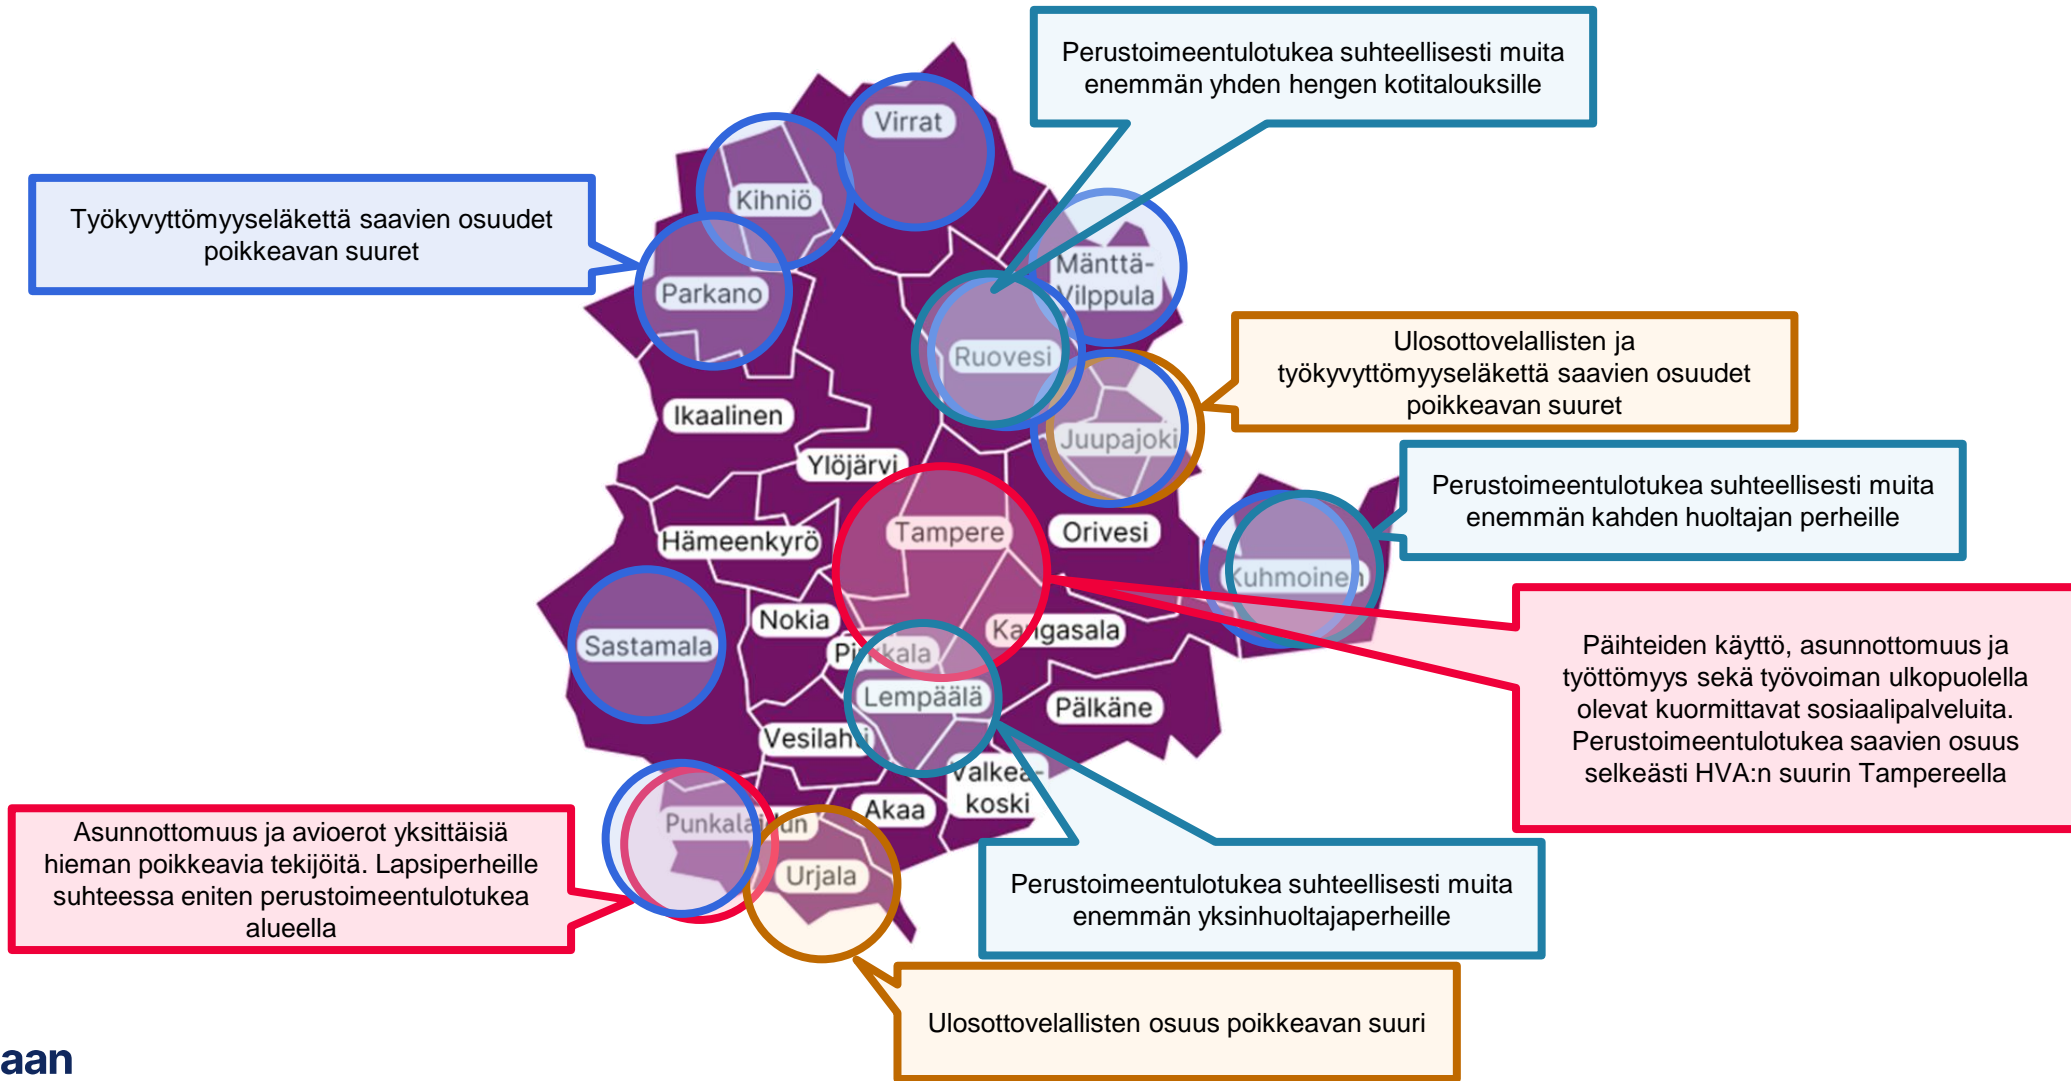 Perustoimeentulotukea suhteellisesti muita
enemmän yhden hengen kotitalouksille
Virrat
Kihniö
Työkyvyttömyyseläkettä saavien osuudet
poikkeavan suuret
Mänttä-
Vilppula
Parkano
Ruovesi
Ulosottovelallisten ja
työkyvyttömyyseläkettä saavien osuudet
poikkeavan suuret
Ikaalinen
Juupajoki
Ylöjärvi
Perustoimeentulotukea suhteellisesti muita
enemmän kahden huoltajan perheille
Tampere
Orivesi
Hämeenkyrö
Kuhmoinen
Nokia
Kangasala
Sastamala
Pirkkala
Päihteiden käyttö, asunnottomuus ja
työttömyys sekä työvoiman ulkopuolella
olevat kuormittavat sosiaalipalveluita.
Perustoimeentulotukea saavien osuus
selkeästi HVA:n suurin Tampereella
Lempäälä
Pälkäne
Vesilahti
Valkea-
koski
Akaa
Punkalaidun
Asunnottomuus ja avioerot yksittäisiä
hieman poikkeavia tekijöitä. Lapsiperheille
suhteessa eniten perustoimeentulotukea
alueella
Urjala
Perustoimeentulotukea suhteellisesti muita
enemmän yksinhuoltajaperheille
Ulosottovelallisten osuus poikkeavan suuri
aan